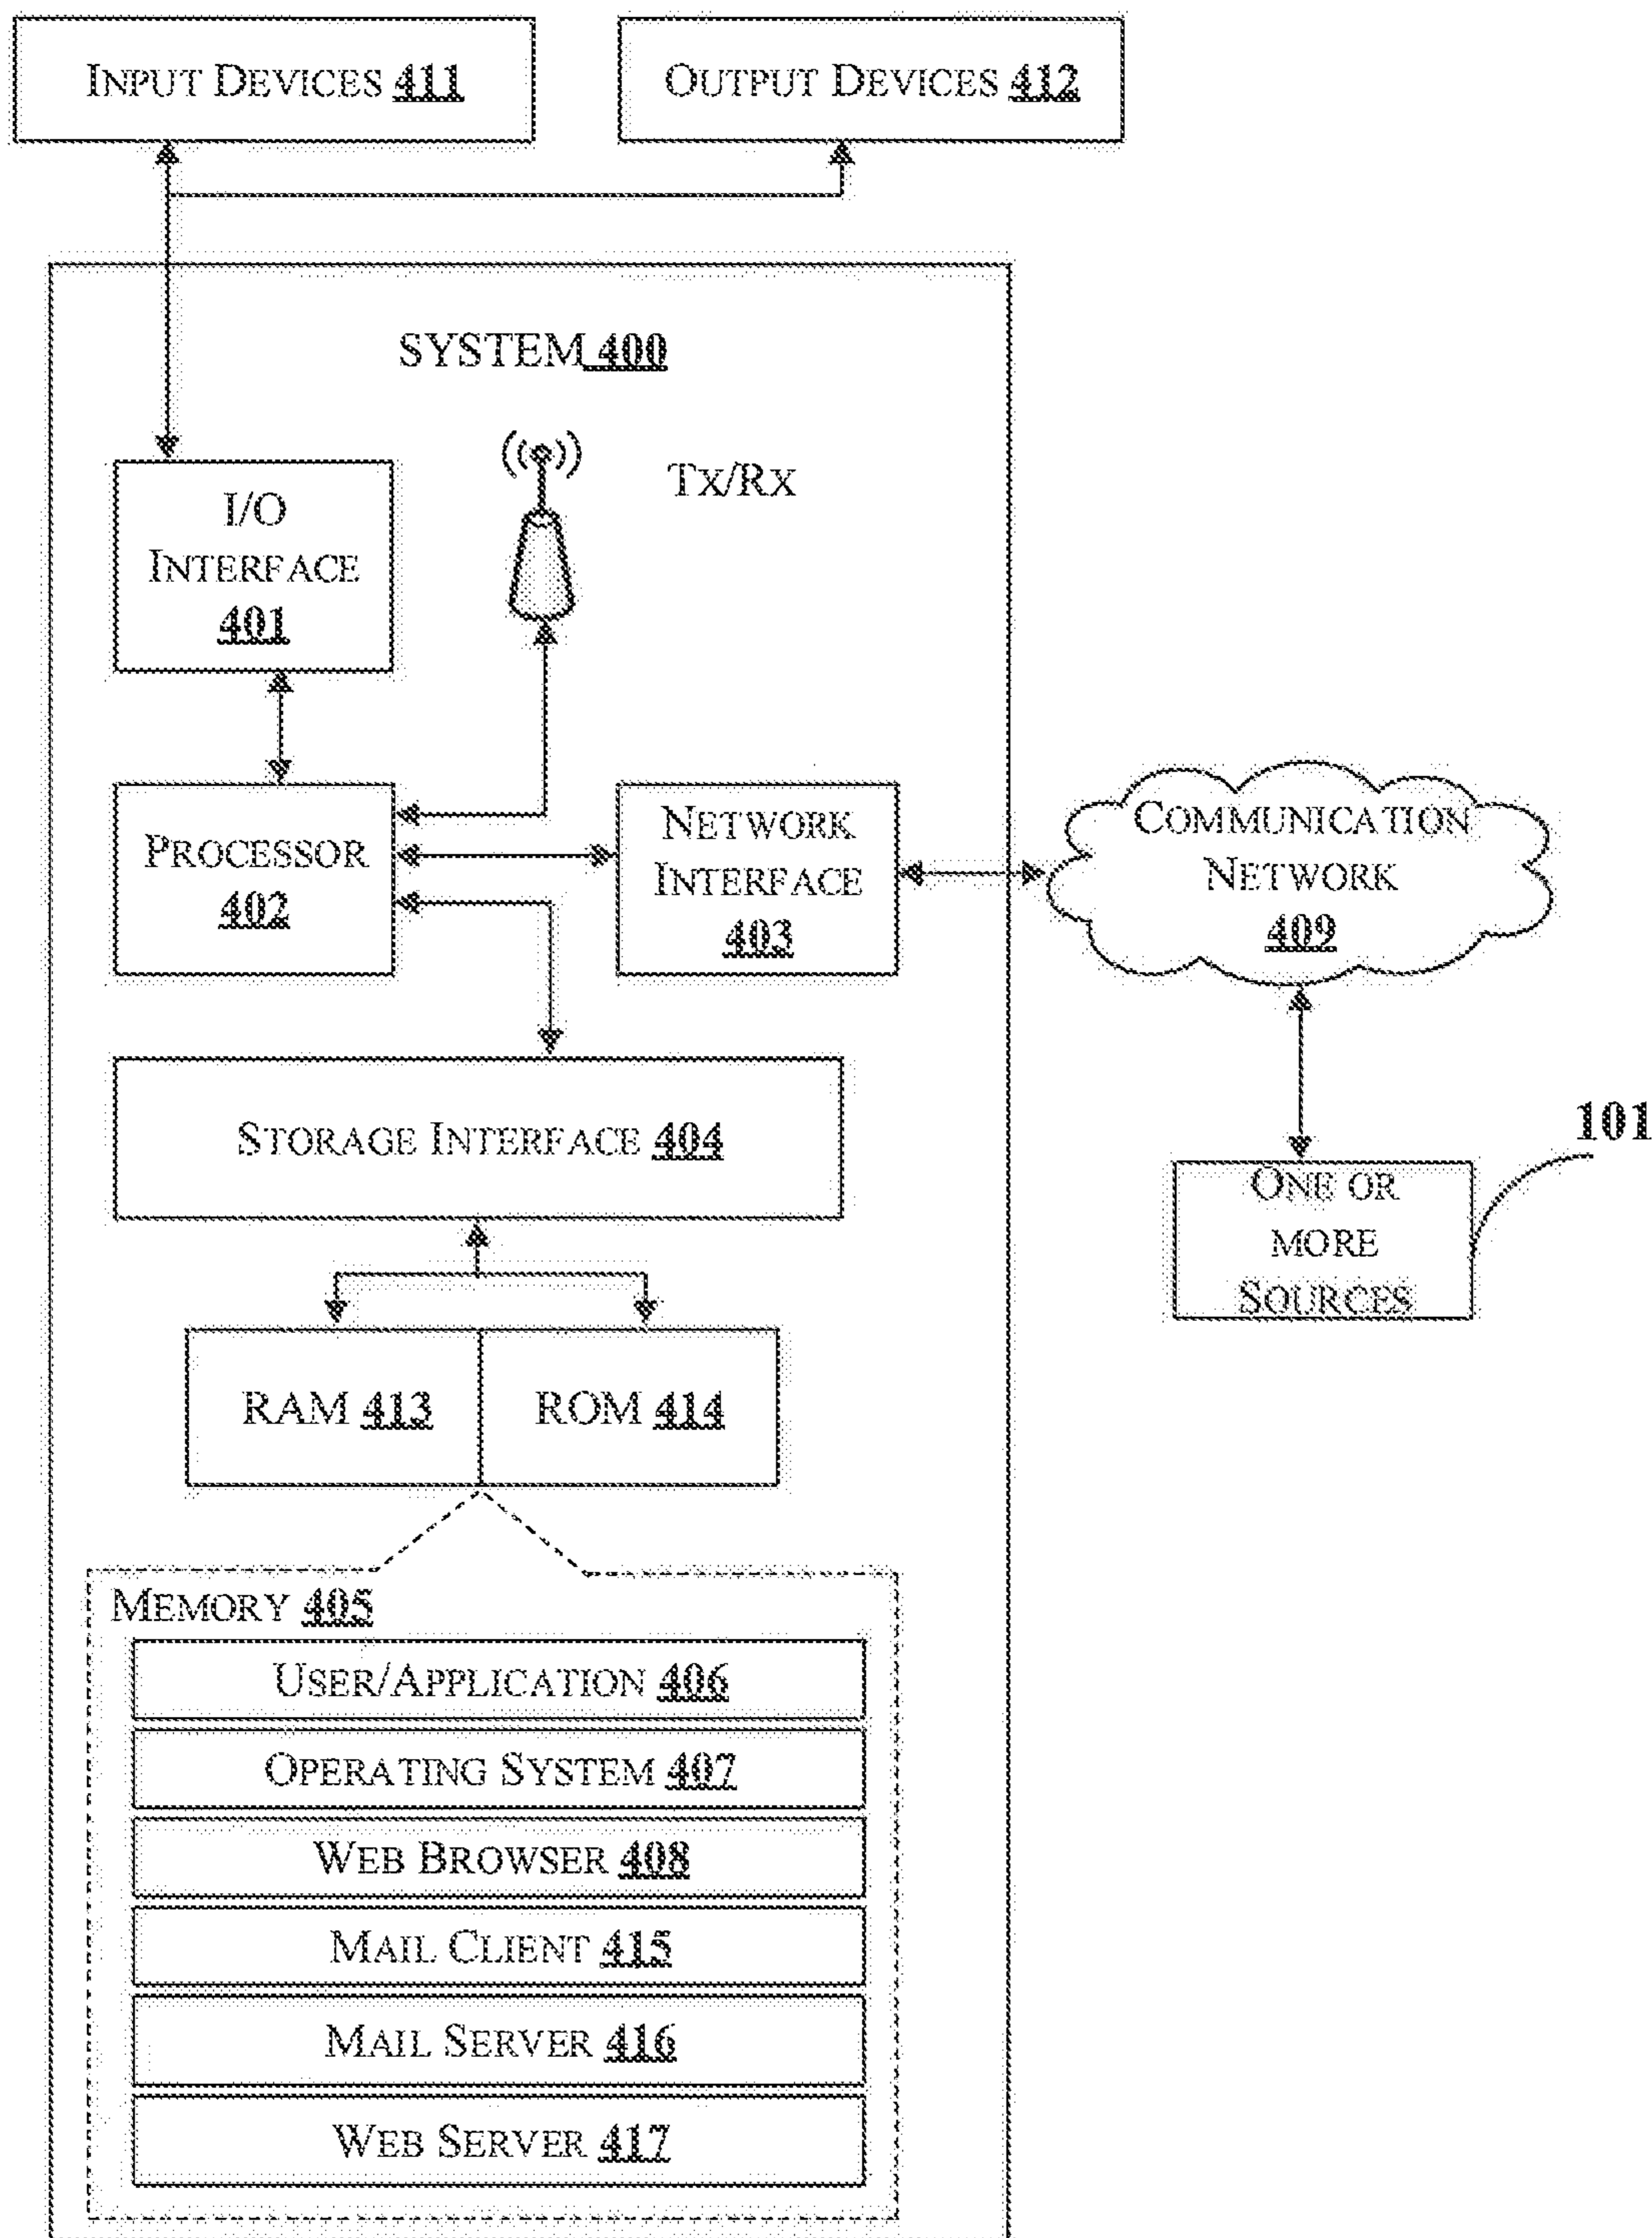 INPUT DEVICES 411
OUTPUT DEVICES 412
SYSTEM 400
I/O
INTERFACE
401
TX/RX
PROCESSOR
402
NETWORK
INTERFACE
403
COMMUNICATION
NETWORK
409
STORAGE INTERFACE 404
101
ONE OR
MORE
SOURCES
RAM 413
ROM 414
MEMORY 405
USER/APPLICATION 406
OPERATING SYSTEM 407
WEB BROWSER 408
MAIL CLIENT 415
MAIL SERVER 416
WEB SERVER 417